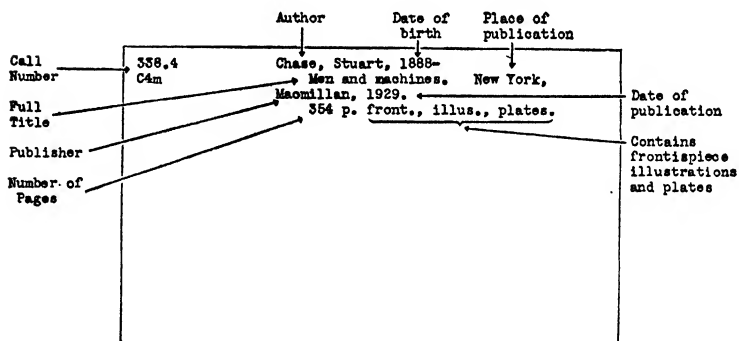 Author Date of birth Place of publication
Call Number
338.4 Chase, Stuart, 1888-
C4m Men and machines. New York,
Macmillan, 1929.
354 p. front., illus., plates.
Full Title
Publisher
Number of Pages
Date of publication
Contains
frontispiece
illustrations
and plates